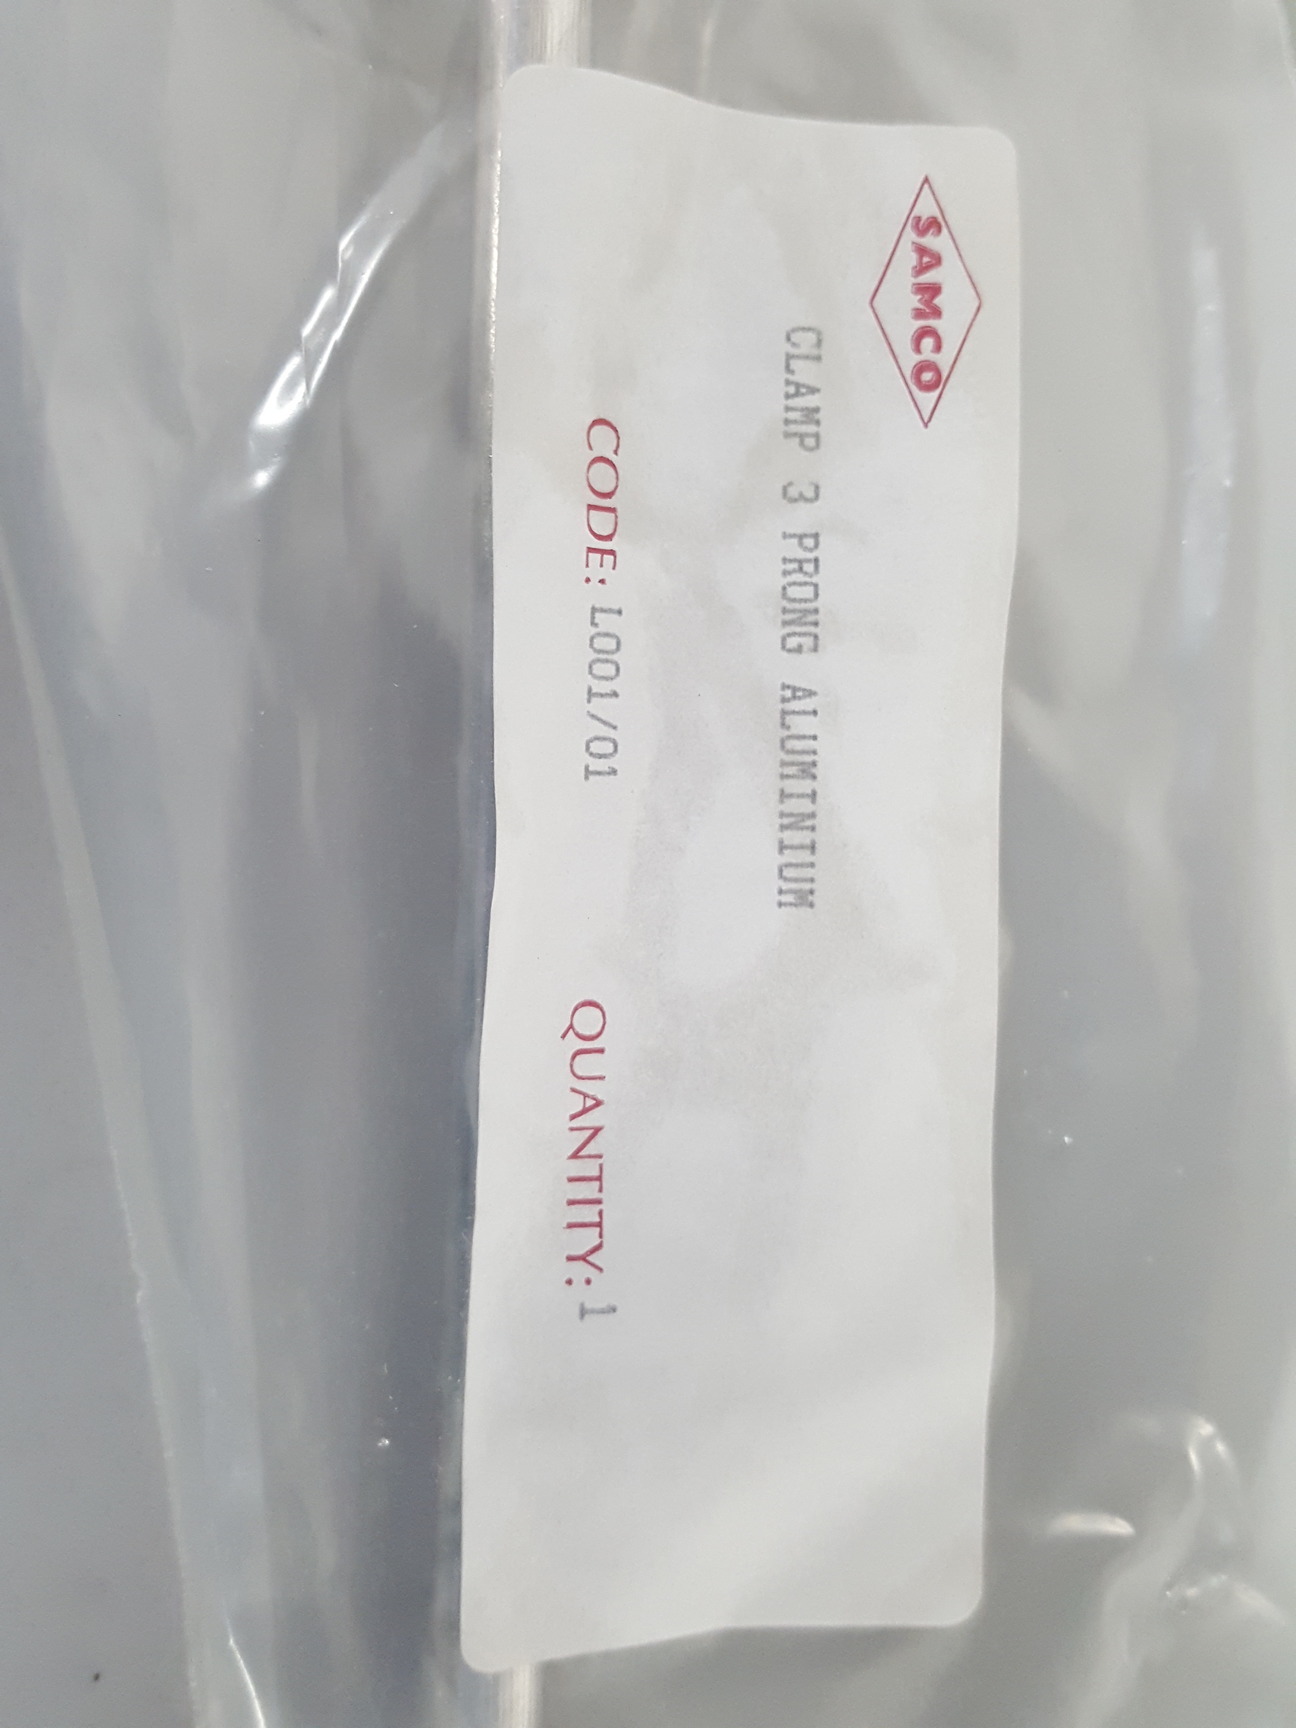 SAMCO
CLAMP 3 PRONG ALUMINIUM
CODE: L001/01 QUANTITY: 1